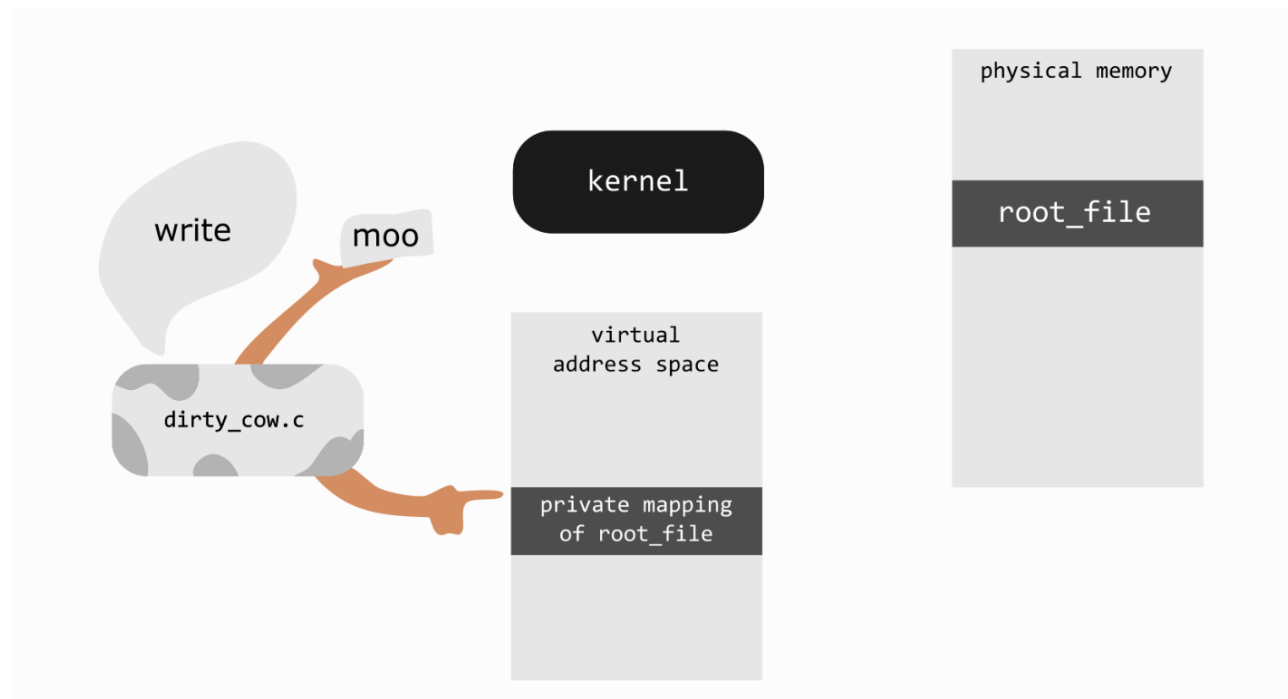 physical memory
kernel
root_file
write
moo
virtual
address space
dirty_cow.c
private mapping
of root_file